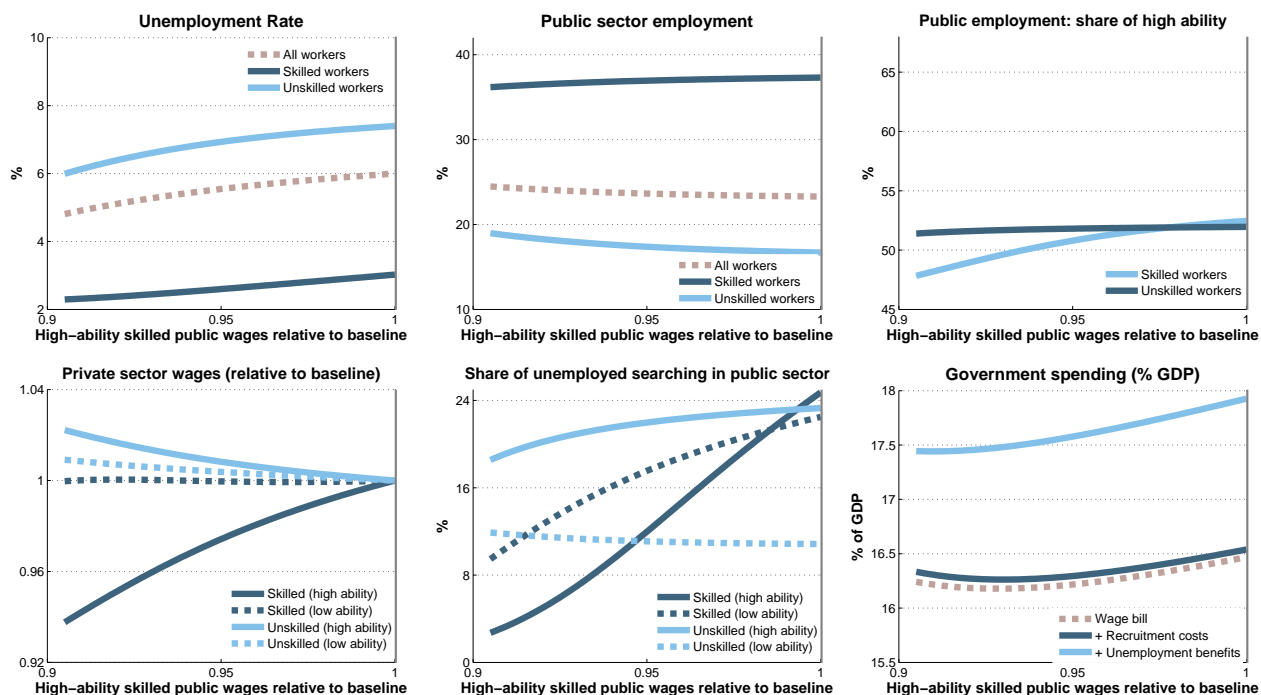 Unemployment Rate
10
8
6
4
2
%
All workers
Skilled workers
Unskilled workers
0.9
0.95
1
High−ability skilled public wages relative to baseline
Public sector employment
40
30
20
10
%
All workers
Skilled workers
Unskilled workers
0.9
0.95
1
High−ability skilled public wages relative to baseline
Public employment: share of high ability
65
60
55
50
45
%
Skilled workers
Unskilled workers
0.9
0.95
1
High−ability skilled public wages relative to baseline
Private sector wages (relative to baseline)
1.04
1
0.96
0.92
Skilled (high ability)
Skilled (low ability)
Unskilled (high ability)
Unskilled (low ability)
0.9
0.95
1
High−ability skilled public wages relative to baseline
Share of unemployed searching in public sector
24
16
8
0
%
Skilled (high ability)
Skilled (low ability)
Unskilled (high ability)
Unskilled (low ability)
0.9
0.95
1
High−ability skilled public wages relative to baseline
Government spending (% GDP)
18
17.5
17
16.5
16
15.5
% of GDP
Wage bill
+ Recruitment costs
+ Unemployment benefits
0.9
0.95
1
High−ability skilled public wages relative to baseline